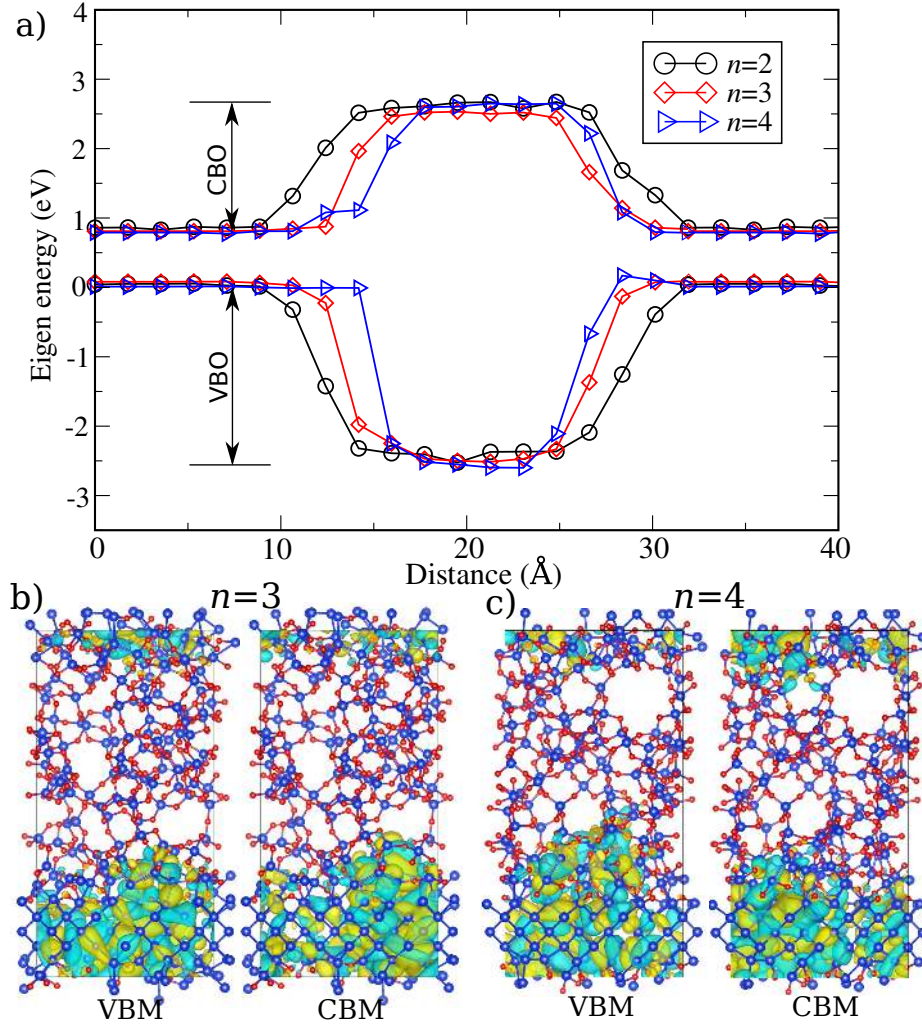 a)
Eigen energy (eV)
4
3
2
1
0
-1
-2
-3
CBO
VBO
n=2
n=3
n=4
0 10 20 30 40
Distance (Å)
b) n=3 c) n=4
VBM CBM VBM CBM